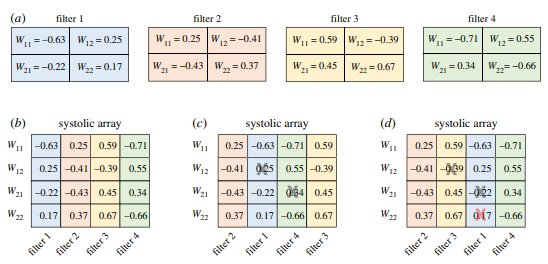 (a) filter 1 filter 2 filter 3 filter 4
W11 = −0.63 W12 = 0.25 W11 = 0.25 W12 = −0.41 W11 = 0.59 W12 = −0.39 W11 = −0.71 W12 = 0.55
W21 = −0.22 W22 = 0.17 W21 = −0.43 W22 = 0.37 W21 = 0.45 W22 = 0.67 W21 = 0.34 W22 = −0.66
(b) systolic array
W11 −0.63 0.25 0.59 −0.71
W12 0.25 −0.41 −0.39 0.55
W21 −0.22 −0.43 0.45 0.34
W22 0.17 0.37 0.67 −0.66
filter 1 filter 2 filter 3 filter 4
(c) systolic array
W11 0.25 −0.63 −0.71 0.59
W12 −0.41 0.25 0.55 −0.39
W21 −0.43 −0.22 0.34 0.45
W22 0.37 0.17 −0.66 0.67
filter 2 filter 1 filter 4 filter 3
(d) systolic array
W11 0.25 0.59 −0.63 −0.71
W12 −0.41 −0.39 0.25 0.55
W21 −0.43 0.45 −0.22 0.34
W22 0.37 0.67 0.17 −0.66
filter 2 filter 3 filter 1 filter 4